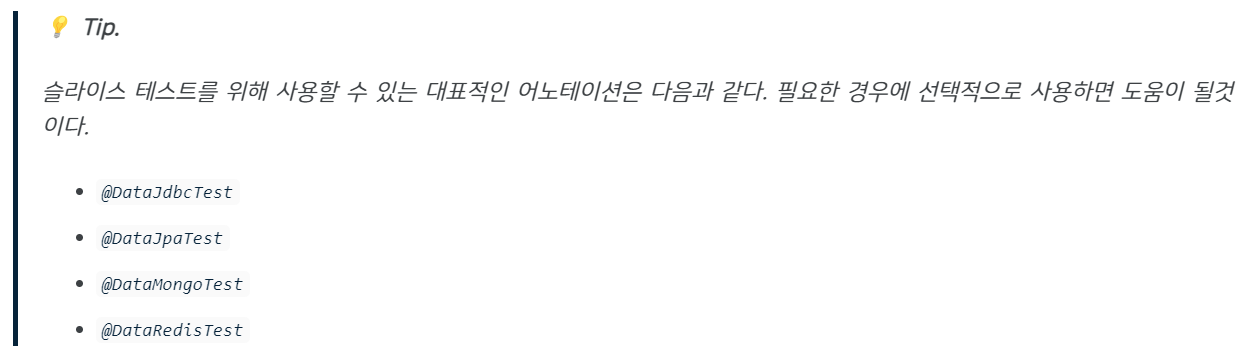 💡 Tip.
슬라이스 테스트를 위해 사용할 수 있는 대표적인 어노테이션은 다음과 같다. 필요한 경우에 선택적으로 사용하면 도움이 될것
이다.
• @DataJdbcTest
• @DataJpaTest
• @DataMongoTest
• @DataRedisTest